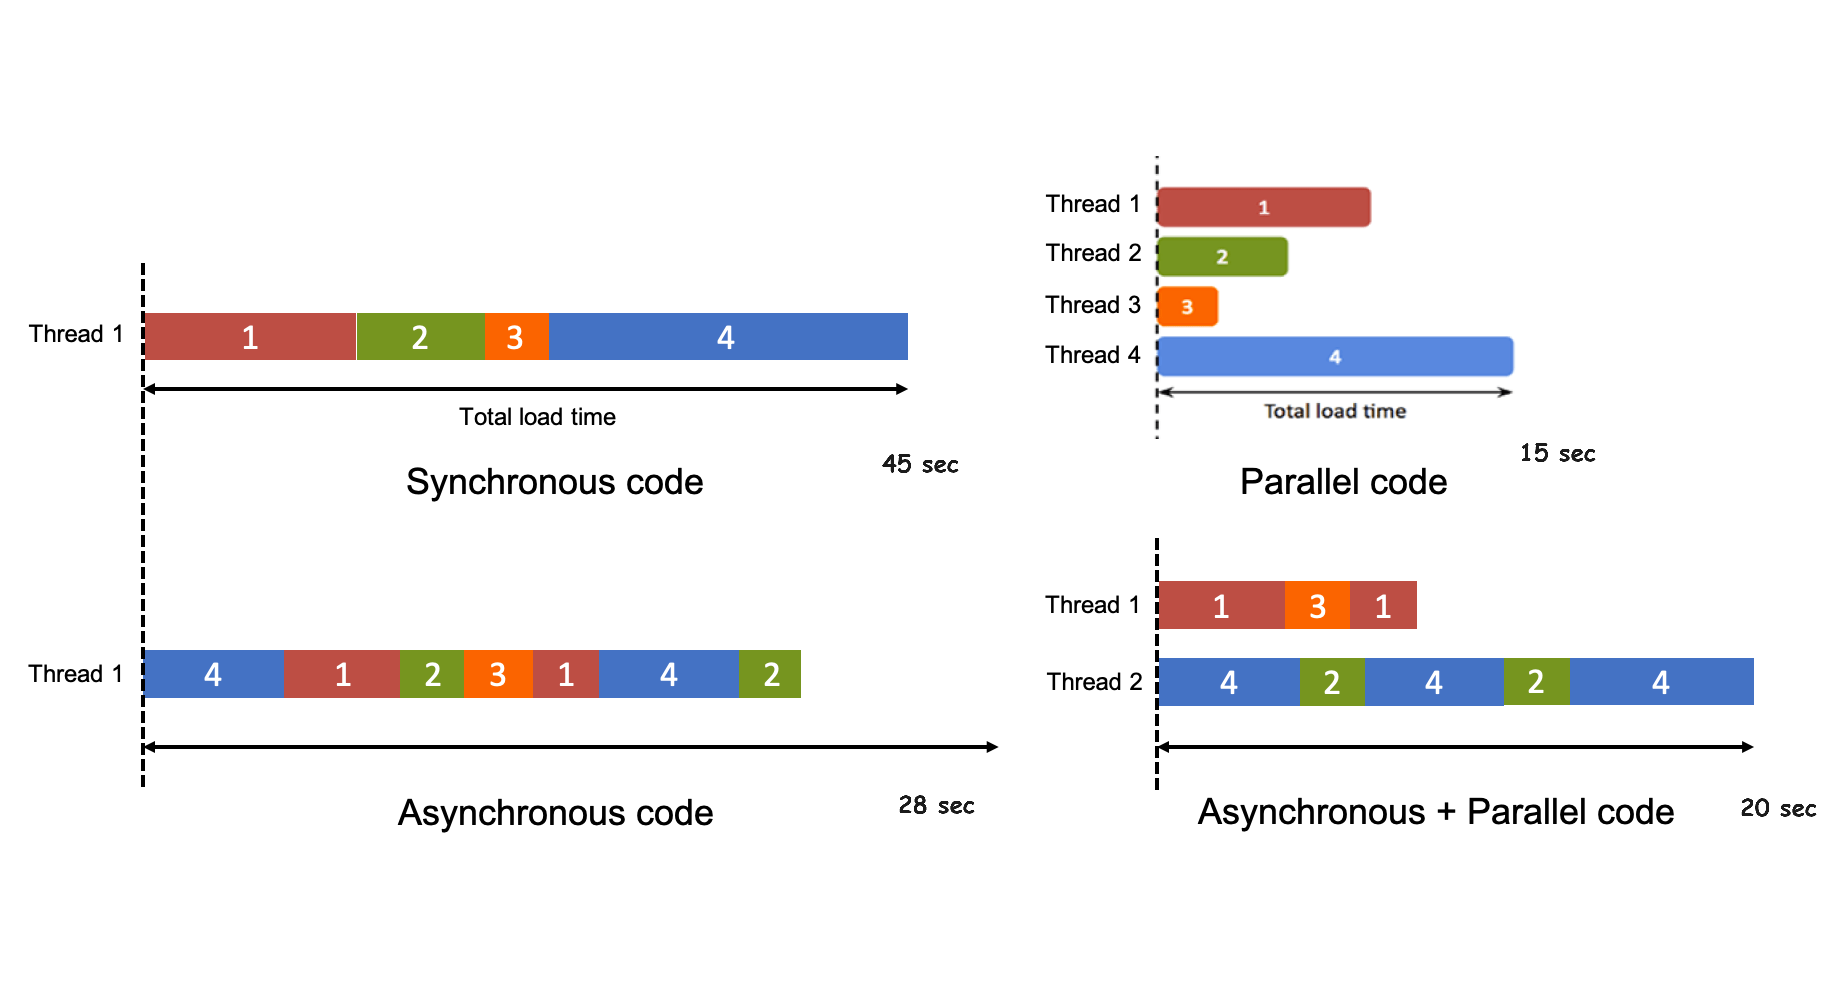 Thread 1
1 2 3 4
Total load time
45 sec
Synchronous code
Thread 1
4 1 2 3 1 4 2
28 sec
Asynchronous code
Thread 1
1
Thread 2
2
Thread 3
3
Thread 4
4
Total load time
15 sec
Parallel code
Thread 1
1 3 1
Thread 2
4 2 4 2 4
Asynchronous + Parallel code
20 sec